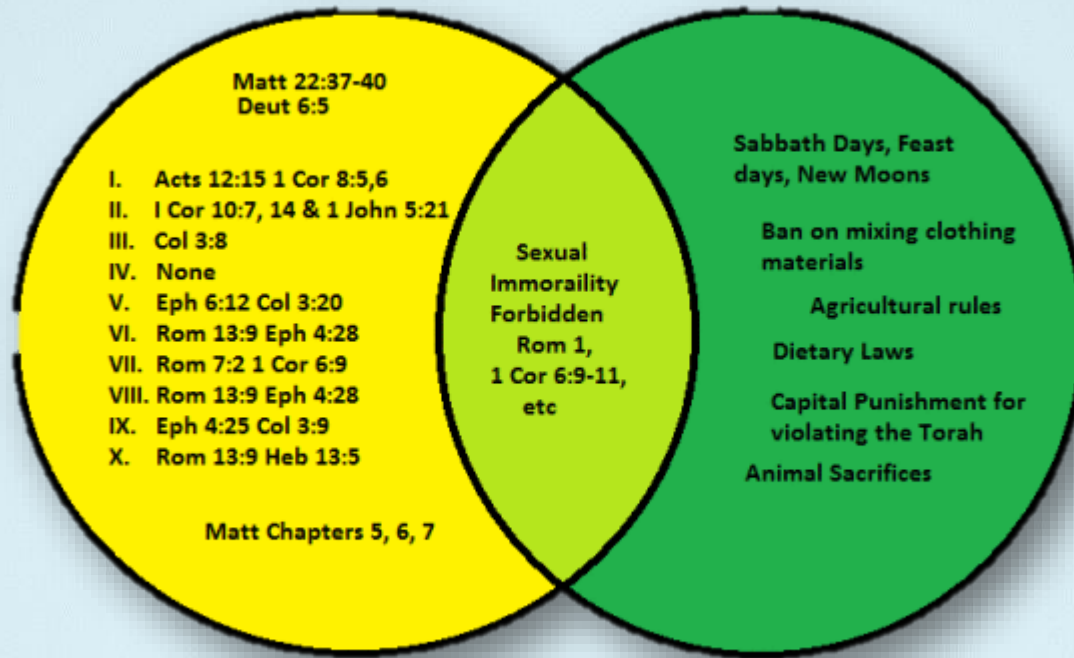 Matt 22:37-40
Deut 6:5
I. Acts 12:15 1 Cor 8:5,6
II. I Cor 10:7, 14 & 1 John 5:21
III. Col 3:8
IV. None
V. Eph 6:12 Col 3:20
VI. Rom 13:9 Eph 4:28
VII. Rom 7:2 1 Cor 6:9
VIII. Rom 13:9 Eph 4:28
IX. Eph 4:25 Col 3:9
X. Rom 13:9 Heb 13:5
Matt Chapters 5, 6, 7
Sexual
Immoraility
Forbidden
Rom 1,
1 Cor 6:9-11,
etc
Sabbath Days, Feast
days, New Moons
Ban on mixing clothing
materials
Agricultural rules
Dietary Laws
Capital Punishment for
violating the Torah
Animal Sacrifices